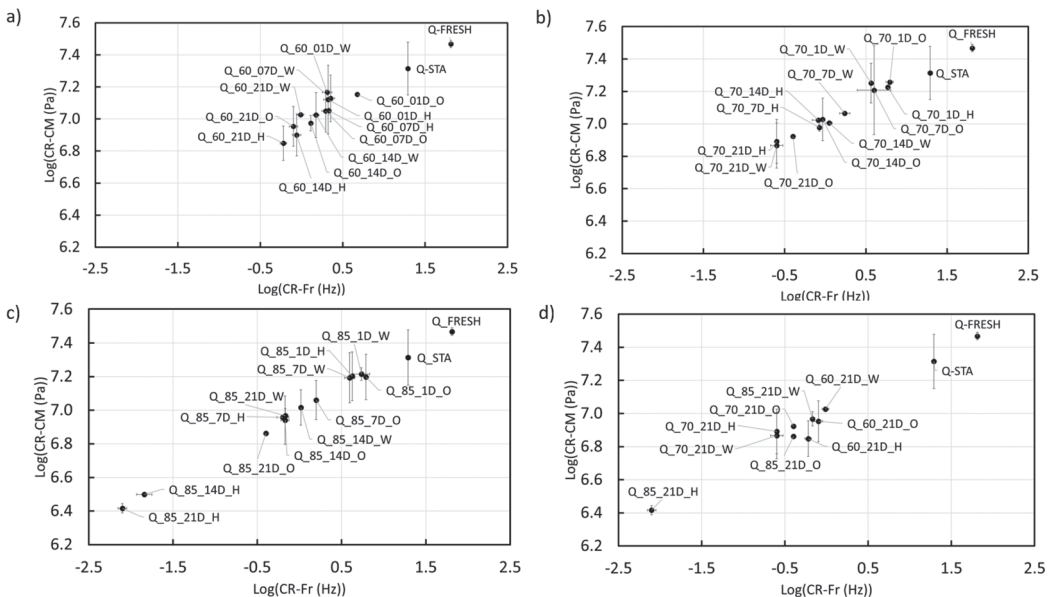 a)
7.6
7.4
7.2
7.0
6.8
6.6
6.4
6.2
Log(CR-CM (Pa))
Q-FRESH
Q_60_01D_W
Q_60_07D_W
Q-STA
Q_60_21D_W
Q_60_01D_O
Q_60_21D_O
Q_60_01D_H
Q_60_07D_H
Q_60_21D_H
Q_60_07D_O
Q_60_14D_W
Q_60_14D_O
Q_60_14D_H
-2.5
-1.5
-0.5
0.5
1.5
2.5
Log(CR-Fr (Hz))
b)
7.6
7.4
7.2
7.0
6.8
6.6
6.4
6.2
Log(CR-CM (Pa))
Q_70_1D_O
Q_FRESH
Q_70_1D_W
Q_70_7D_W
Q_STA
Q_70_14D_H
Q_70_7D_H
Q_70_1D_H
Q_70_7D_O
Q_70_14D_W
Q_70_21D_H
Q_70_14D_O
Q_70_21D_W
Q_70_21D_O
-2.5
-1.5
-0.5
0.5
1.5
2.5
Log(CR-Fr (Hz))
c)
7.6
7.4
7.2
7.0
6.8
6.6
6.4
6.2
Log(CR-CM (Pa))
Q_FRESH
Q_85_1D_W
Q_85_1D_H
Q_STA
Q_85_7D_W
Q_85_1D_O
Q_85_21D_W
Q_85_7D_H
Q_85_7D_O
Q_85_14D_W
Q_85_14D_O
Q_85_21D_O
Q_85_14D_H
Q_85_21D_H
-2.5
-1.5
-0.5
0.5
1.5
2.5
Log(CR-Fr (Hz))
d)
7.6
7.4
7.2
7.0
6.8
6.6
6.4
6.2
Log(CR-CM (Pa))
Q-FRESH
Q_60_21D_W
Q-STA
Q_85_21D_W
Q_70_21D_O
Q_70_21D_H
Q_60_21D_O
Q_70_21D_W
Q_60_21D_H
Q_85_21D_O
Q_85_21D_H
-2.5
-1.5
-0.5
0.5
1.5
2.5
Log(CR-Fr (Hz))